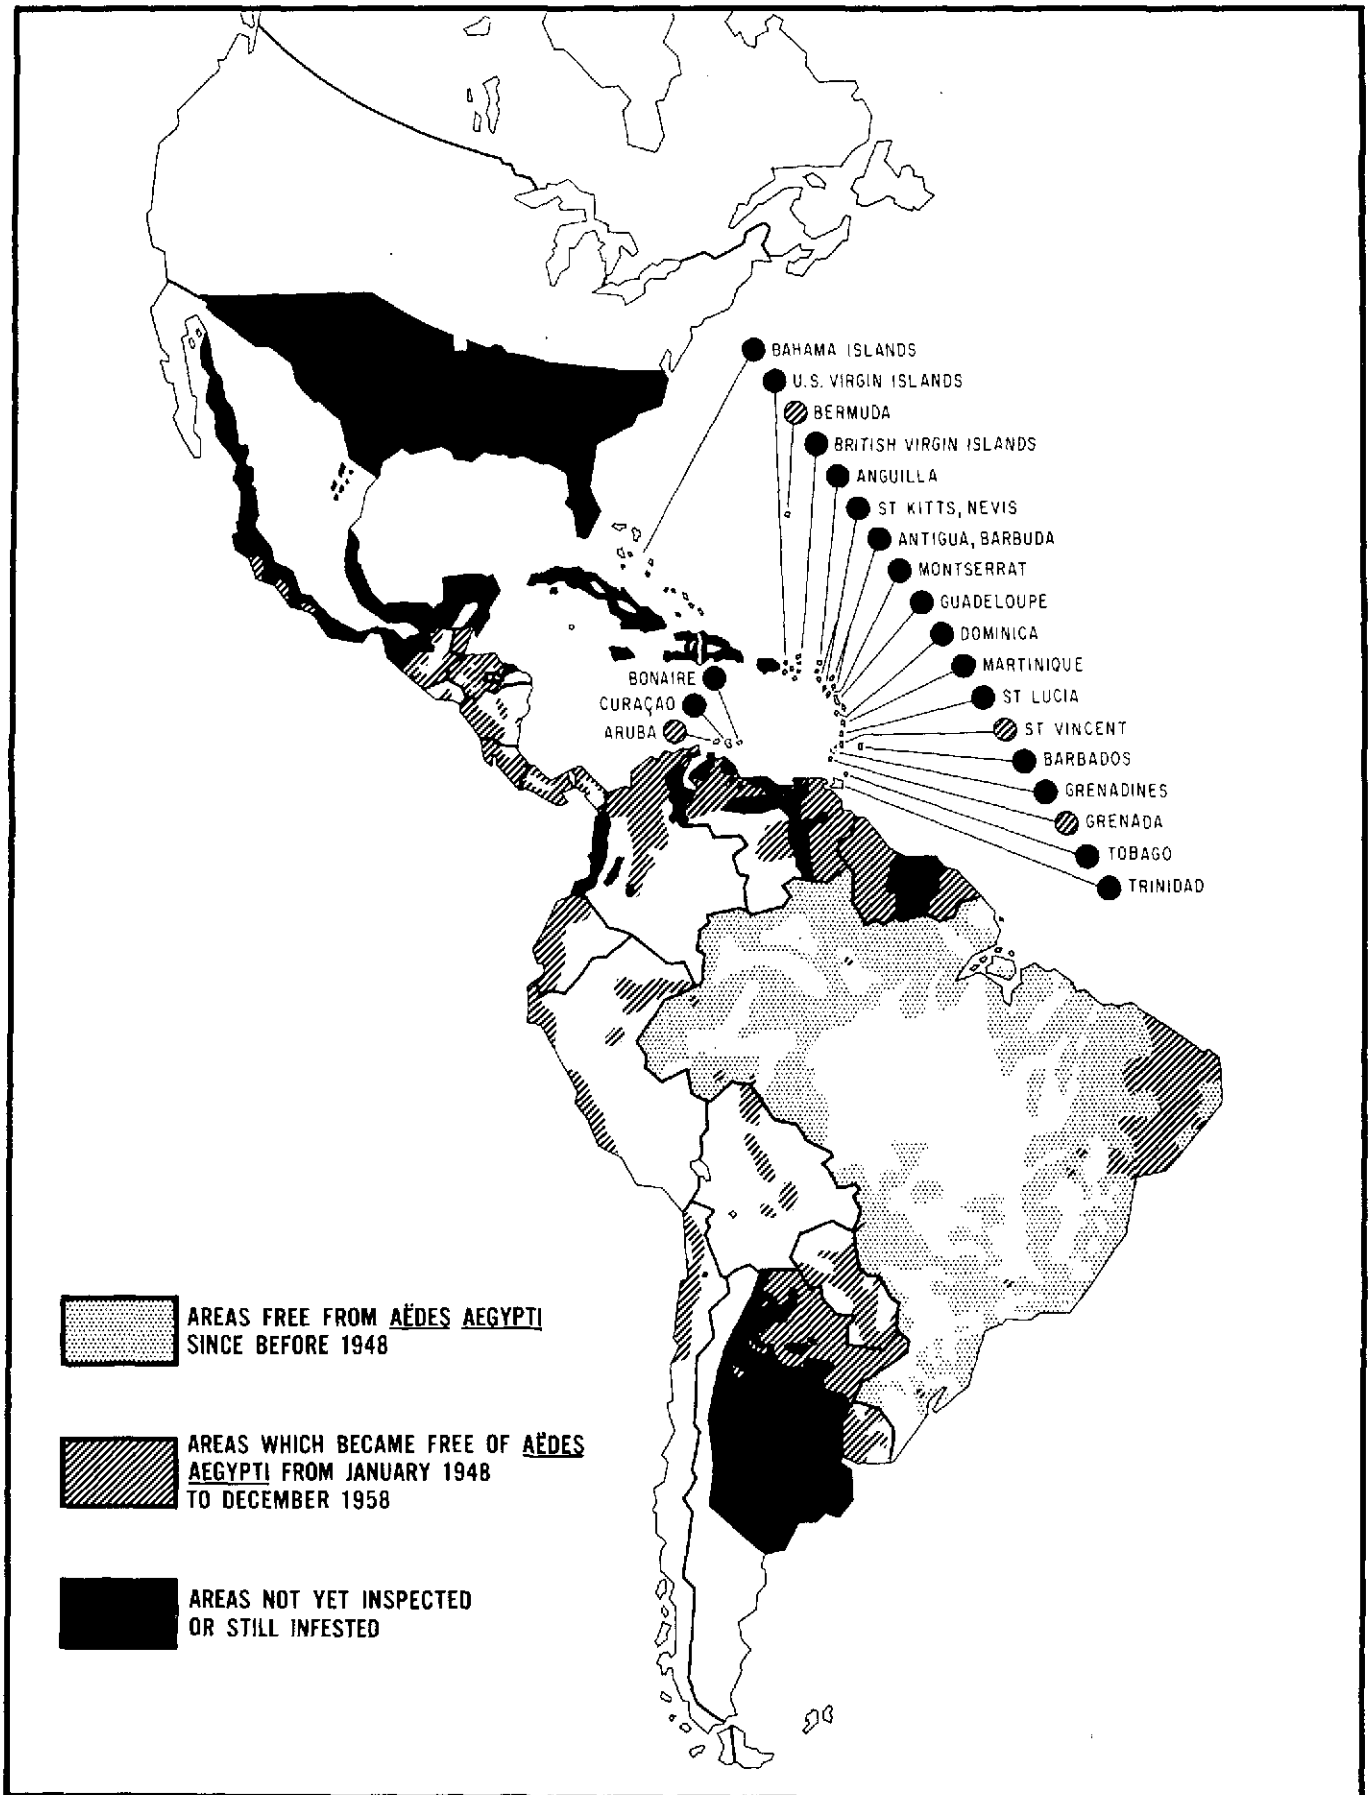 BAHAMA ISLANDS
U.S. VIRGIN ISLANDS
BERMUDA
BRITISH VIRGIN ISLANDS
ANGUILLA
ST KITTS, NEVIS
ANTIGUA, BARBUDA
MONTSERRAT
GUADELOUPE
DOMINICA
MARTINIQUE
ST LUCIA
ST VINCENT
BARBADOS
GRENADINES
GRENADA
TOBAGO
TRINIDAD
BONAIRE
CURAÇAO
ARUBA
AREAS FREE FROM AËDES AEGYPTI
SINCE BEFORE 1948
AREAS WHICH BECAME FREE OF AËDES
AEGYPTI FROM JANUARY 1948
TO DECEMBER 1958
AREAS NOT YET INSPECTED
OR STILL INFESTED